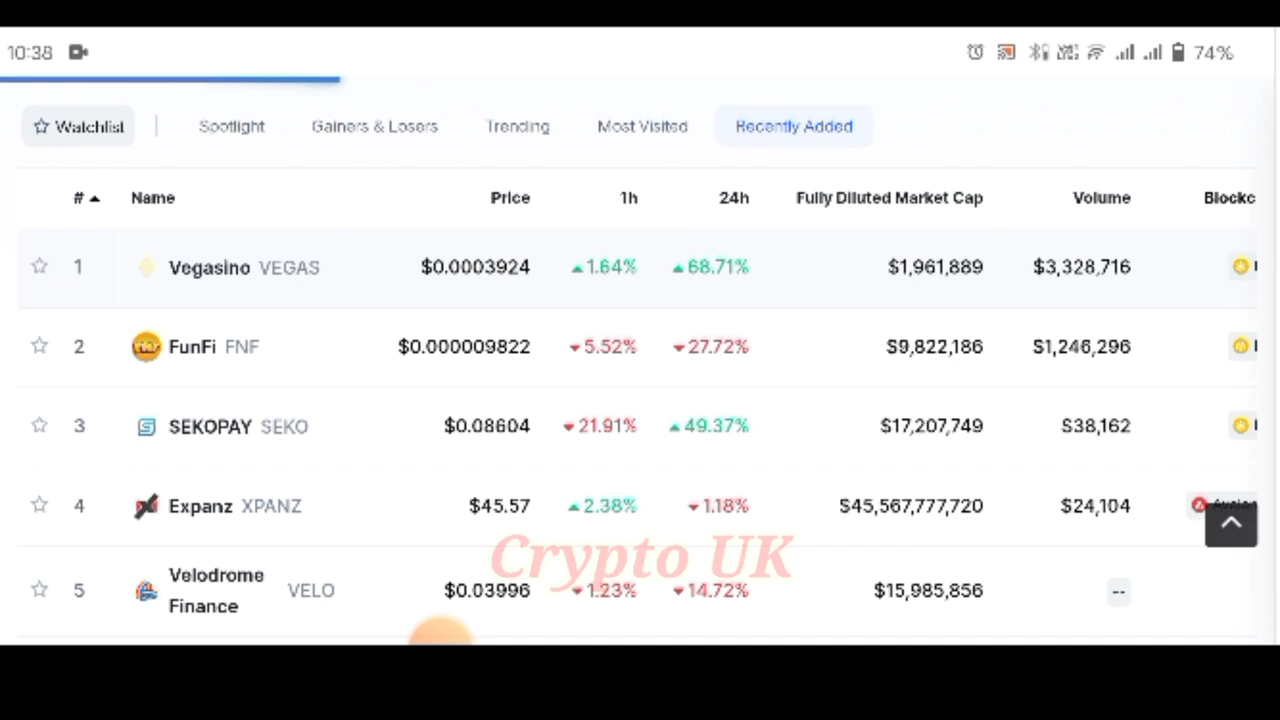 10:38 74%
Watchlist Spotlight Gainers & Losers Trending Most Visited Recently Added
# Name Price 1h 24h Fully Diluted Market Cap Volume Blockc
1 Vegasino VEGAS $0.0003924 1.64% 68.71% $1,961,889 $3,328,716
2 FunFi FNF $0.000009822 5.52% 27.72% $9,822,186 $1,246,296
3 SEKOPAY SEKO $0.08604 21.91% 49.37% $17,207,749 $38,162
4 Expanz XPANZ $45.57 2.38% 1.18% $45,567,777,720 $24,104
Crypto UK
5 Velodrome Finance VELO $0.03996 1.23% 14.72% $15,985,856 --